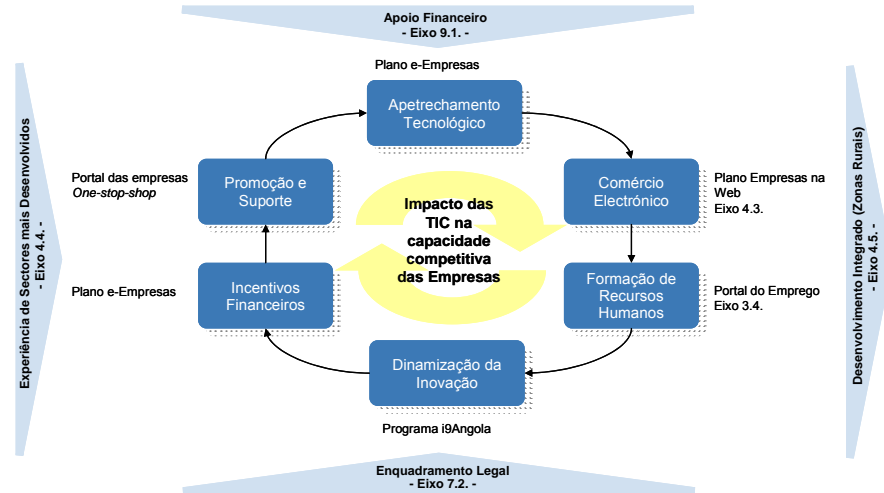 Apoio Financeiro
- Eixo 9.1. -
Plano e-Empresas
Apetrechamento
Tecnológico
Portal das empresas
One-stop-shop
Promoção e
Suporte
Comércio
Electrónico
Plano Empresas na
Web
Eixo 4.3.
Impacto das
TIC na
capacidade
competitiva
das Empresas
Plano e-Empresas
Incentivos
Financeiros
Formação de
Recursos
Humanos
Portal do Emprego
Eixo 3.4.
Dinamização da
Inovação
Programa i9Angola
Experiência de Sectores mais Desenvolvidos
- Eixo 4.4. -
Desenvolvimento Integrado (Zonas Rurais)
- Eixo 4.5. -
Enquadramento Legal
- Eixo 7.2. -